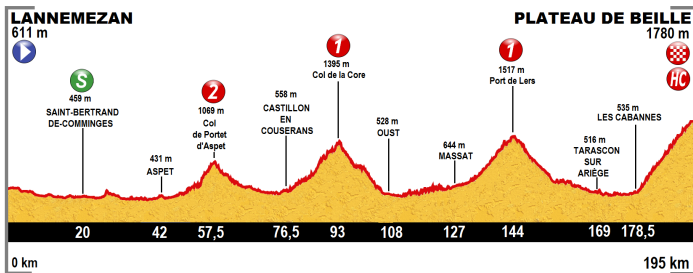 LANNEMEZAN
611 m
PLATEAU DE BEILLE
1780 m
HC
S
459 m
SAINT-BERTRAND
DE-COMMINGES
431 m
ASPET
2
1069 m
Col
de Portet
d'Aspet
558 m
CASTILLON
EN
COUSERANS
1
1395 m
Col de la Core
528 m
OUST
644 m
MASSAT
1
1517 m
Port de Lers
516 m
TARASCON
SUR
ARIÈGE
535 m
LES CABANNES
20
42
57,5
76,5
93
108
127
144
169
178,5
0 km
195 km